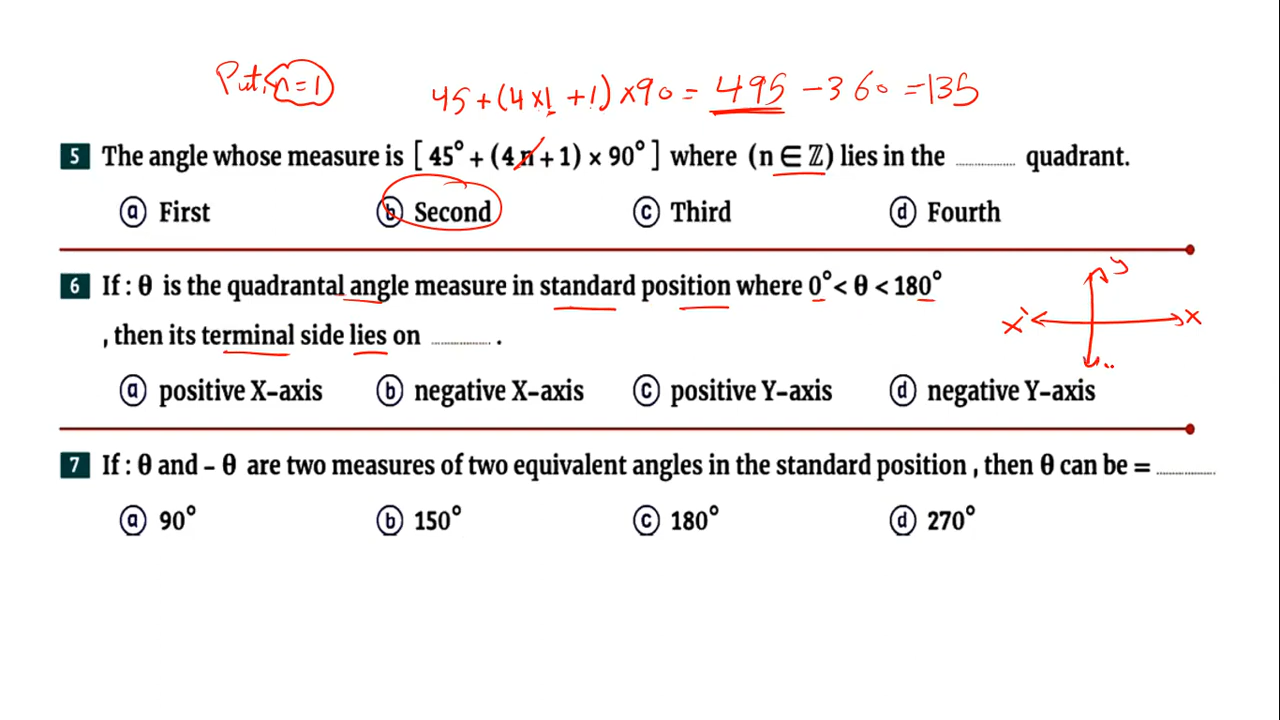 Put, n = 1
45 + (4 × 1 + 1) × 90 = 495 - 360 = 135
5 The angle whose measure is [ 45° + (4 n + 1) × 90° ] where (n ∈ ℤ) lies in the .............. quadrant.
a First b Second c Third d Fourth
6 If : θ is the quadrantal angle measure in standard position where 0° < θ < 180°
y
, then its terminal side lies on .............. .
x' x
a positive X-axis b negative X-axis c positive Y-axis d negative Y-axis
7 If : θ and - θ are two measures of two equivalent angles in the standard position , then θ can be = ..............
a 90° b 150° c 180° d 270°